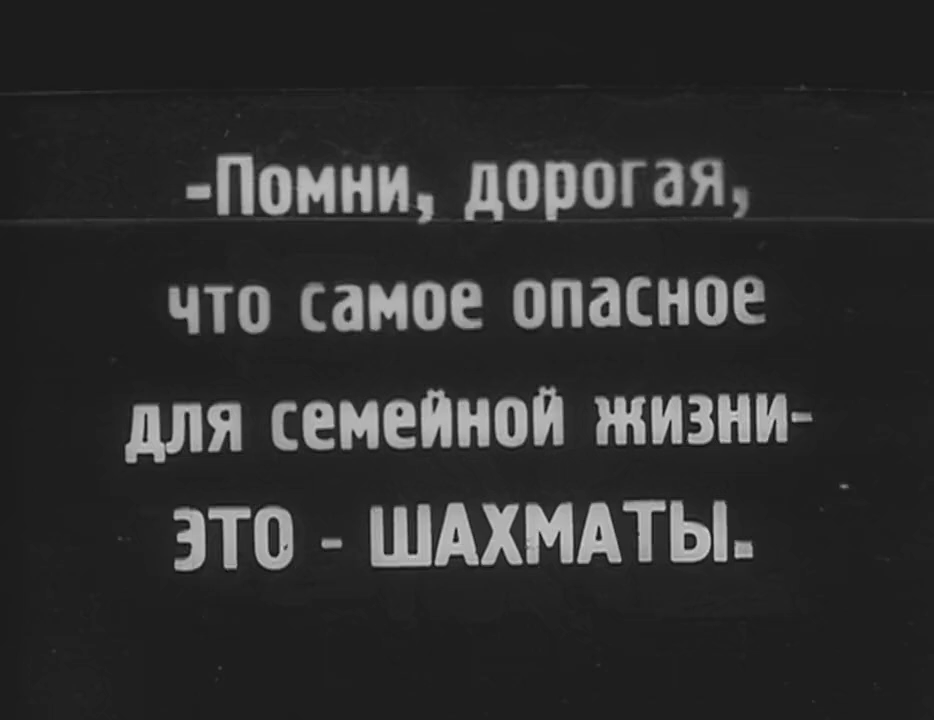 -Помни, дорогая,
что самое опасное
для семейной жизни-
ЭТО - ШАХМАТЫ.